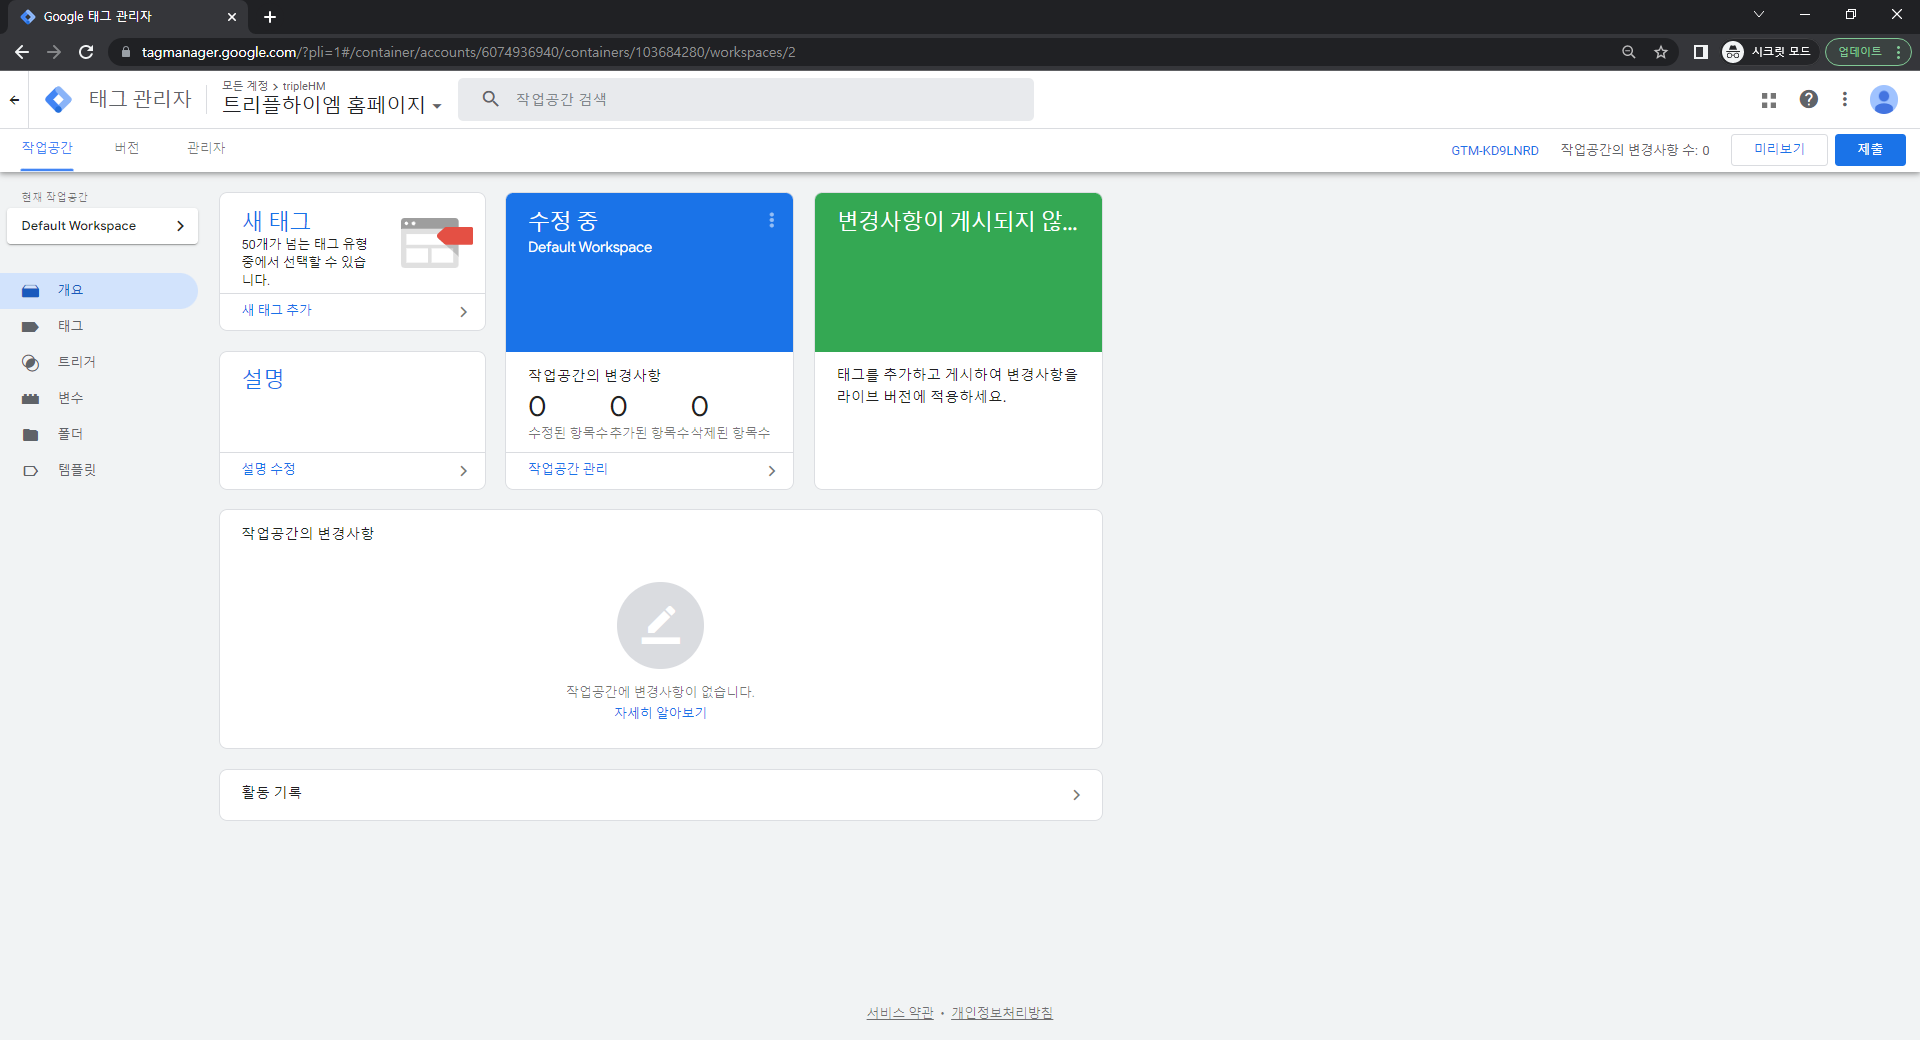 Google 태그 관리자
tagmanager.google.com/?pli=1#/container/accounts/6074936940/containers/103684280/workspaces/2
시크릿 모드
업데이트
태그 관리자
모든 계정 > tripleHM
트리플하이엠 홈페이지
작업공간 검색
작업공간
버전
관리자
GTM-KD9LNRD
작업공간의 변경사항 수: 0
미리보기
제출
현재 작업공간
Default Workspace
개요
태그
트리거
변수
폴더
템플릿
새 태그
50개가 넘는 태그 유형
중에서 선택할 수 있습
니다.
새 태그 추가
설명
설명 수정
수정 중
Default Workspace
작업공간의 변경사항
0 0 0
수정된 항목수 추가된 항목수 삭제된 항목수
작업공간 관리
변경사항이 게시되지 않...
태그를 추가하고 게시하여 변경사항을
라이브 버전에 적용하세요.
작업공간의 변경사항
작업공간에 변경사항이 없습니다.
자세히 알아보기
활동 기록
서비스 약관 · 개인정보처리방침